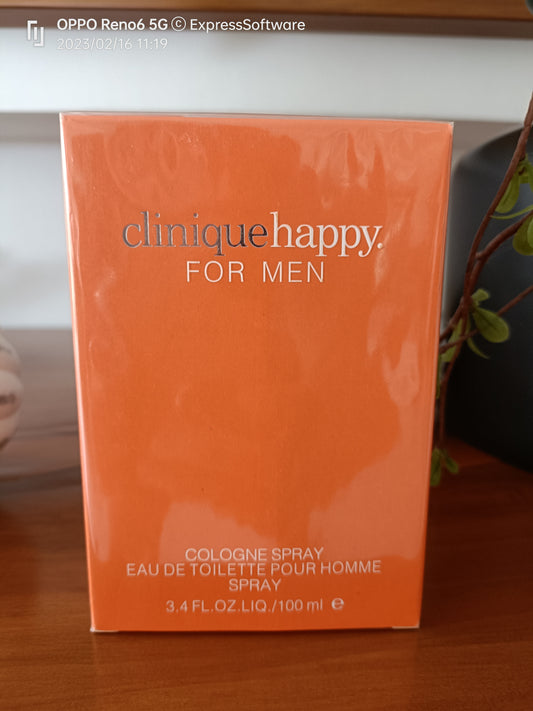 OPPO Reno6 5G © ExpressSoftware
2023/02/16 11:19
cliniquehappy.
FOR MEN
COLOGNE SPRAY
EAU DE TOILETTE POUR HOMME
SPRAY
3.4 FL.OZ.LIQ./100 ml ℮